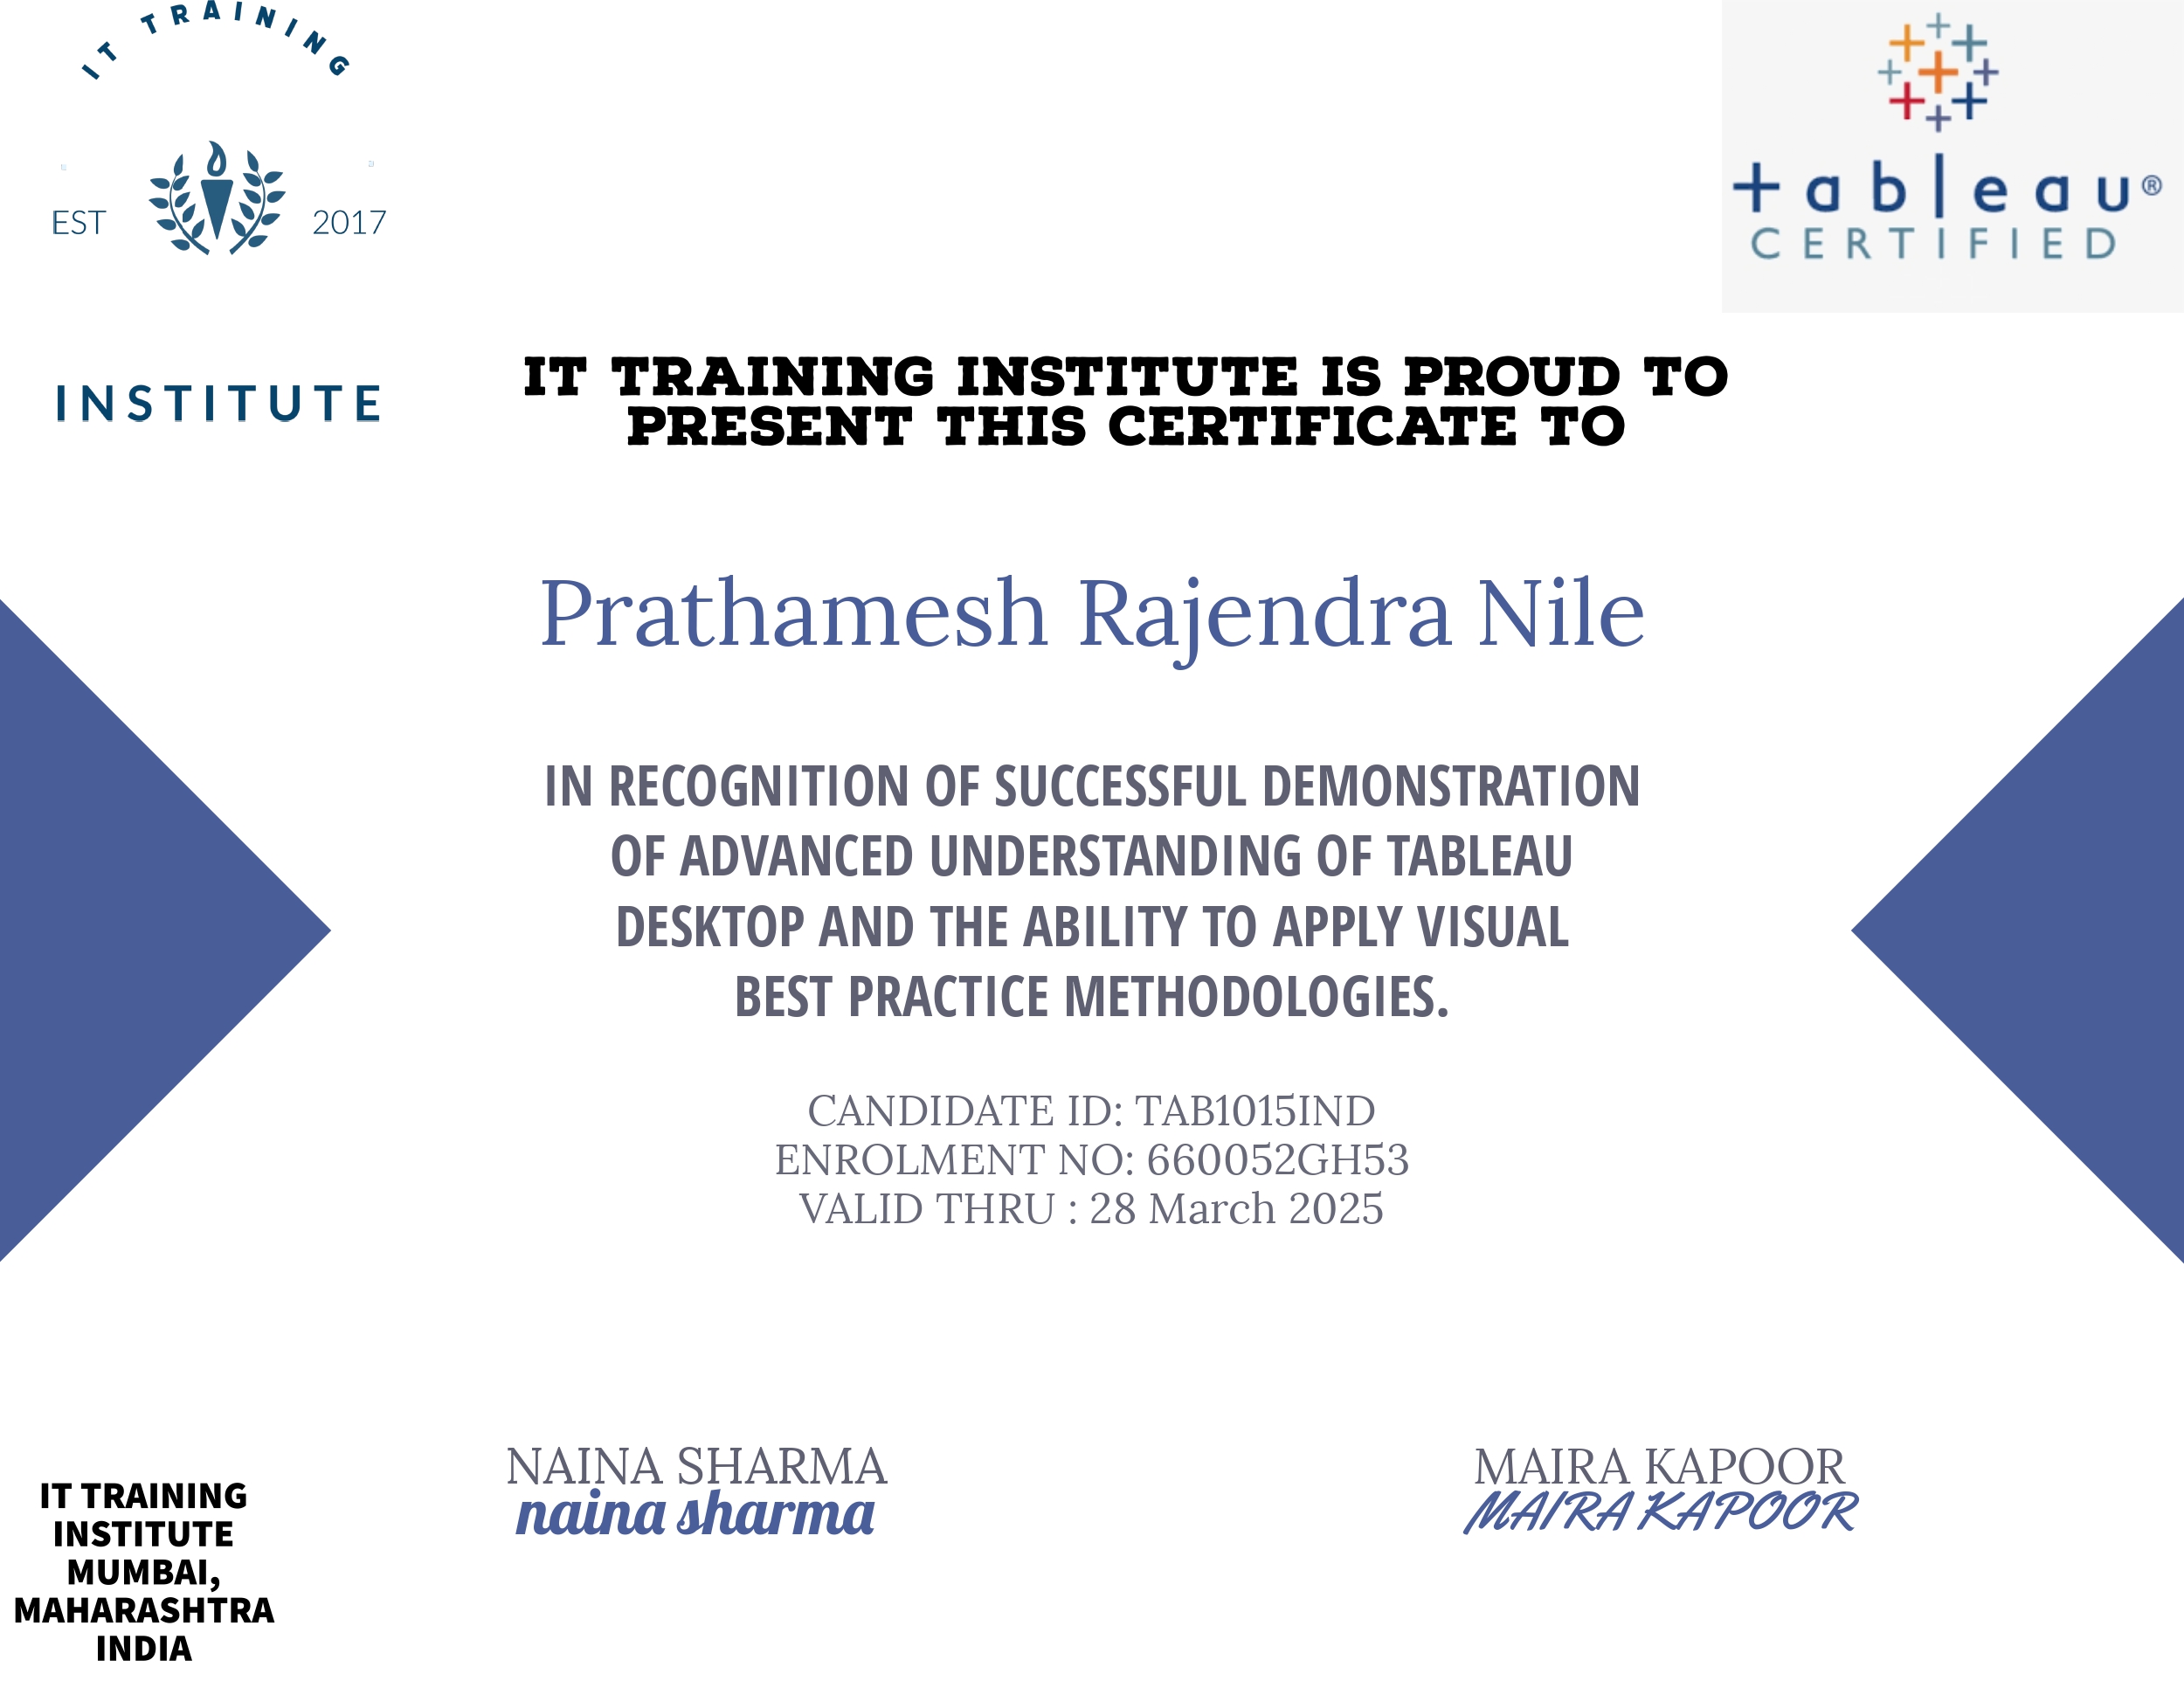 IT TRAINING
EST 2017
INSTITUTE
tableau®
CERTIFIED
IT TRAINING INSTITUTE IS PROUD TO
PRESENT THIS CERTIFICATE TO
Prathamesh Rajendra Nile
IN RECOGNITION OF SUCCESSFUL DEMONSTRATION
OF ADVANCED UNDERSTANDING OF TABLEAU
DESKTOP AND THE ABILITY TO APPLY VISUAL
BEST PRACTICE METHODOLOGIES.
CANDIDATE ID: TAB1015IND
ENROLMENT NO: 660052GH53
VALID THRU : 28 March 2025
NAINA SHARMA
naina sharma
MAIRA KAPOOR
MAIRA KAPOOR
IT TRAINING
INSTITUTE
MUMBAI,
MAHARASHTRA
INDIA